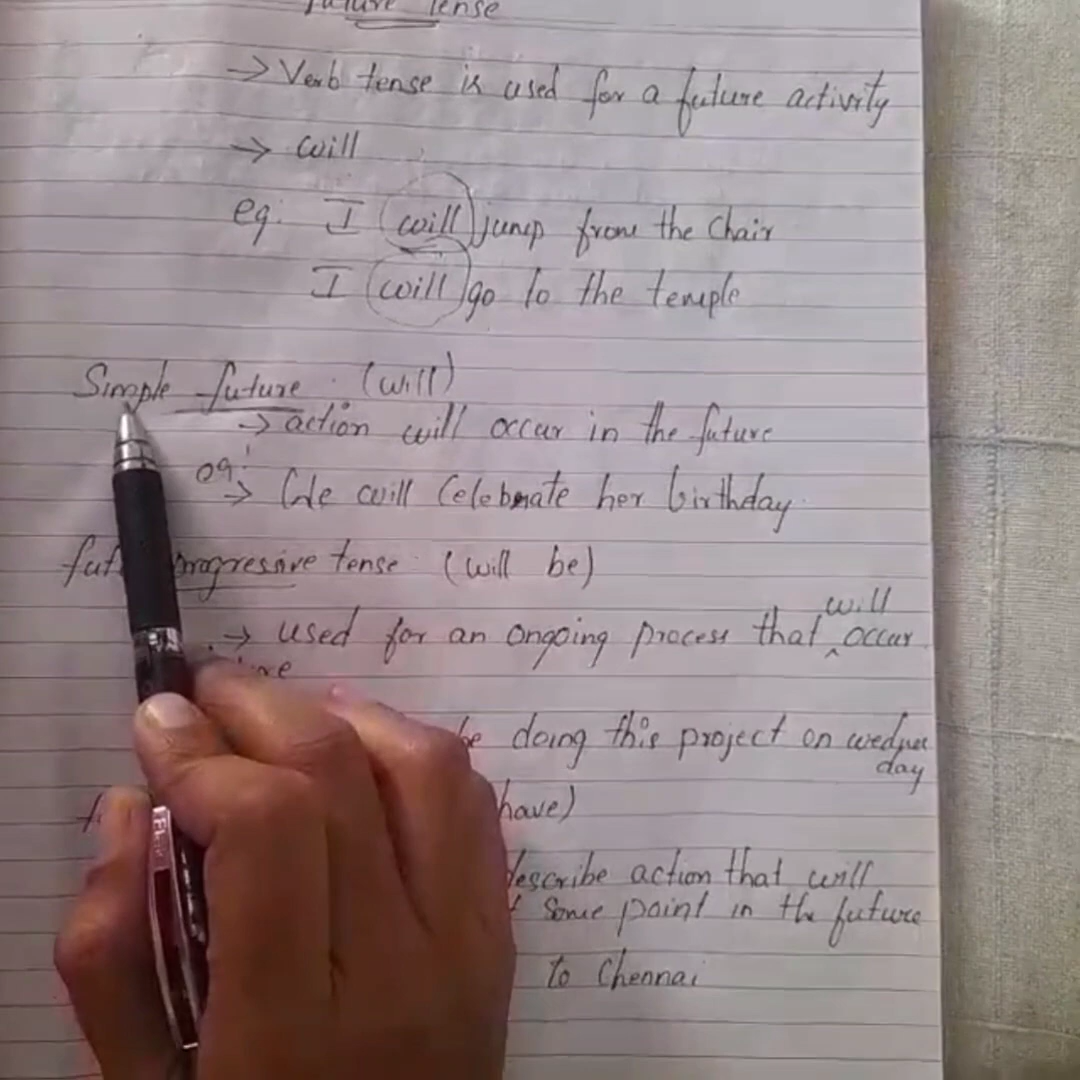 future Tense
→ Verb tense is used for a future activity
→ will
eg: I will jump from the Chair
I will go to the temple
Simple future (will)
→ action will occur in the future
eg: → We will Celebrate her birthday.
progressive tense (will be)
→ used for an ongoing process that will occur
be doing this project on wednesday
have)
describe action that will
some point in the future
to Chennai